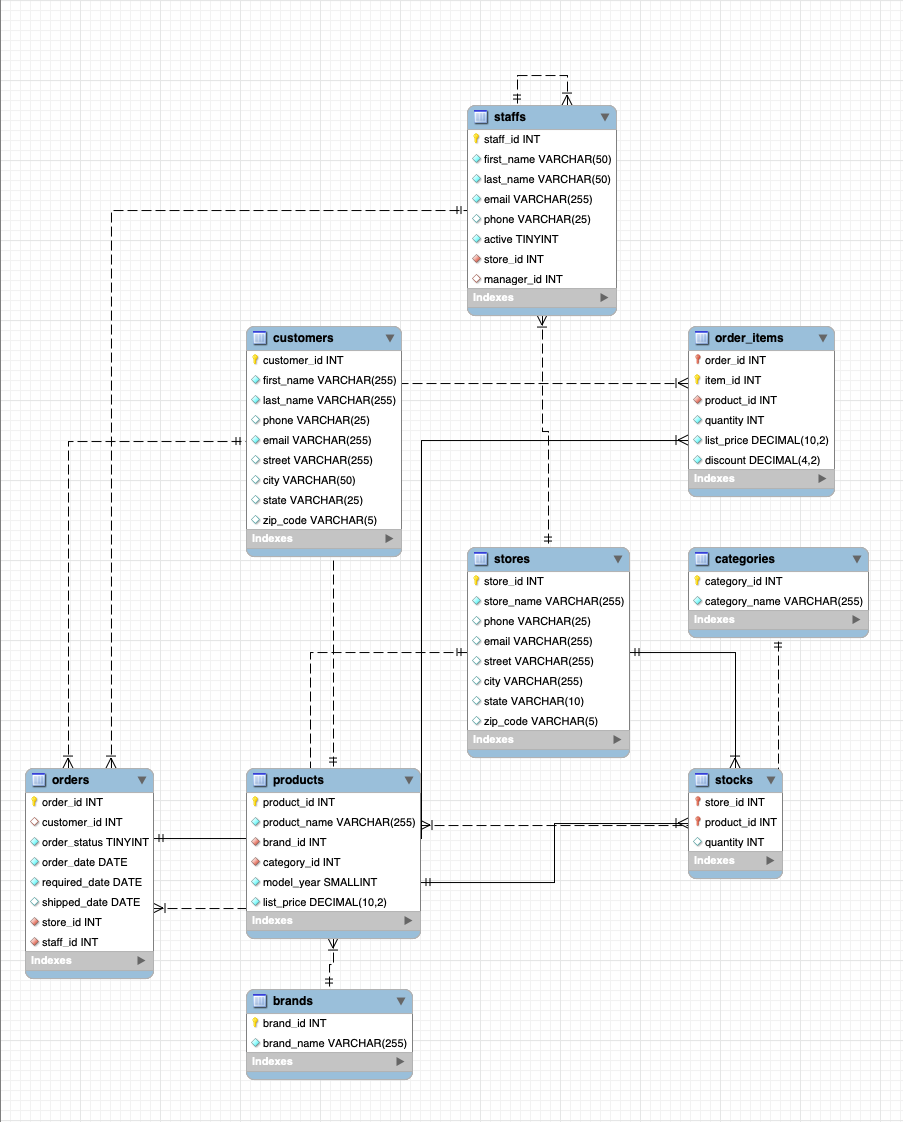 staffs
staff_id INT
first_name VARCHAR(50)
last_name VARCHAR(50)
email VARCHAR(255)
phone VARCHAR(25)
active TINYINT
store_id INT
manager_id INT
Indexes
customers
customer_id INT
first_name VARCHAR(255)
last_name VARCHAR(255)
phone VARCHAR(25)
email VARCHAR(255)
street VARCHAR(255)
city VARCHAR(50)
state VARCHAR(25)
zip_code VARCHAR(5)
Indexes
order_items
order_id INT
item_id INT
product_id INT
quantity INT
list_price DECIMAL(10,2)
discount DECIMAL(4,2)
Indexes
stores
store_id INT
store_name VARCHAR(255)
phone VARCHAR(25)
email VARCHAR(255)
street VARCHAR(255)
city VARCHAR(255)
state VARCHAR(10)
zip_code VARCHAR(5)
Indexes
categories
category_id INT
category_name VARCHAR(255)
Indexes
orders
order_id INT
customer_id INT
order_status TINYINT
order_date DATE
required_date DATE
shipped_date DATE
store_id INT
staff_id INT
Indexes
products
product_id INT
product_name VARCHAR(255)
brand_id INT
category_id INT
model_year SMALLINT
list_price DECIMAL(10,2)
Indexes
stocks
store_id INT
product_id INT
quantity INT
Indexes
brands
brand_id INT
brand_name VARCHAR(255)
Indexes